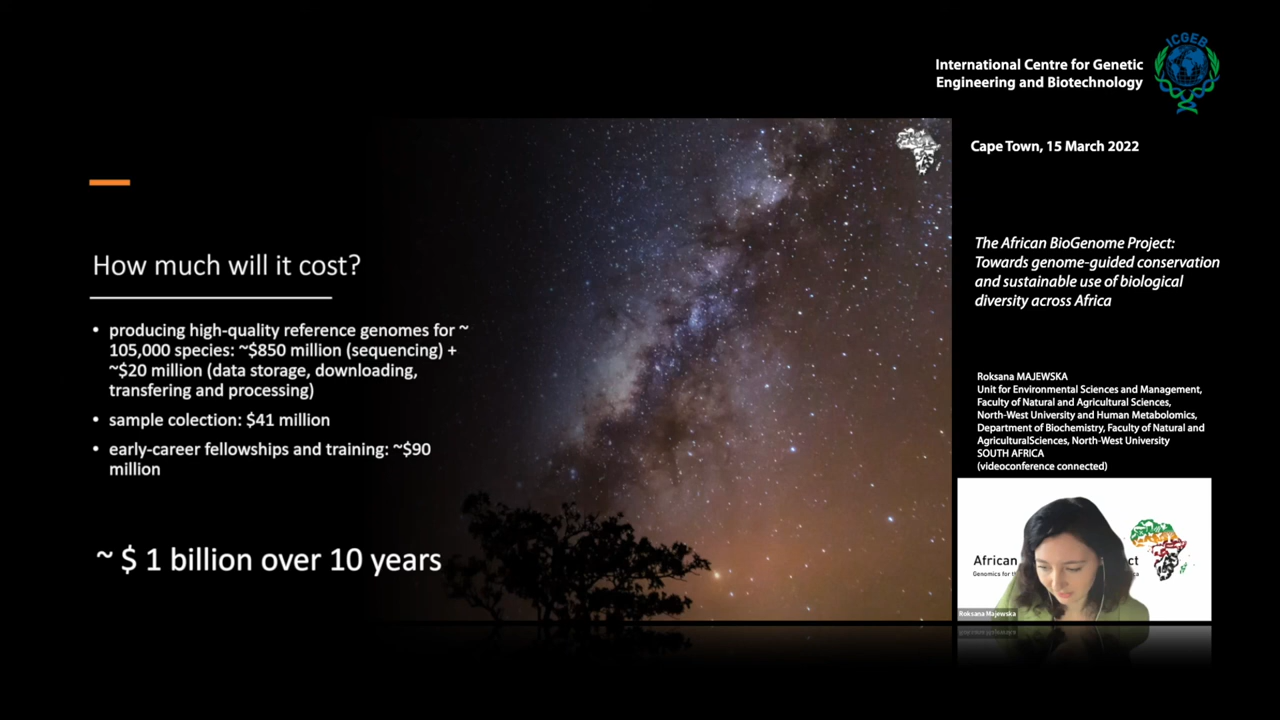 ICGEB
International Centre for Genetic
Engineering and Biotechnology
Cape Town, 15 March 2022
How much will it cost?
• producing high-quality reference genomes for ~
105,000 species: ~$850 million (sequencing) +
~$20 million (data storage, downloading,
transfering and processing)
• sample colection: $41 million
• early-career fellowships and training: ~$90
million
~ $ 1 billion over 10 years
The African BioGenome Project:
Towards genome-guided conservation
and sustainable use of biological
diversity across Africa
Roksana MAJEWSKA
Unit for Environmental Sciences and Management,
Faculty of Natural and Agricultural Sciences,
North-West University and Human Metabolomics,
Department of Biochemistry, Faculty of Natural and
AgriculturalSciences, North-West University
SOUTH AFRICA
(videoconference connected)
African ct
Genomics for
Roksana Majewska